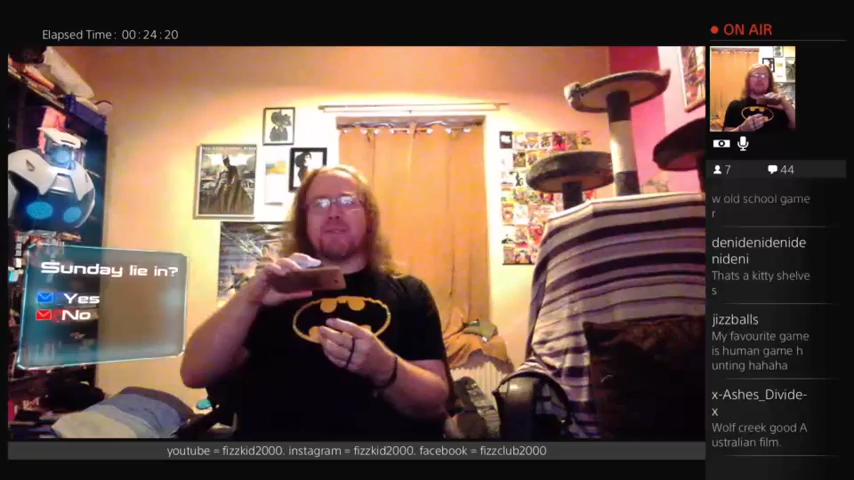 Elapsed Time: 00:24:20
ON AIR
7
44
w old school game
r
denidenidenide
nideni
Thats a kitty shelve
s
jizzballs
My favourite game
is human game h
unting hahaha
x-Ashes_Divide-
x
Wolf creek good A
ustralian film.
Sunday lie in?
Yes
No
youtube = fizzkid2000. instagram = fizzkid2000. facebook = fizzclub2000